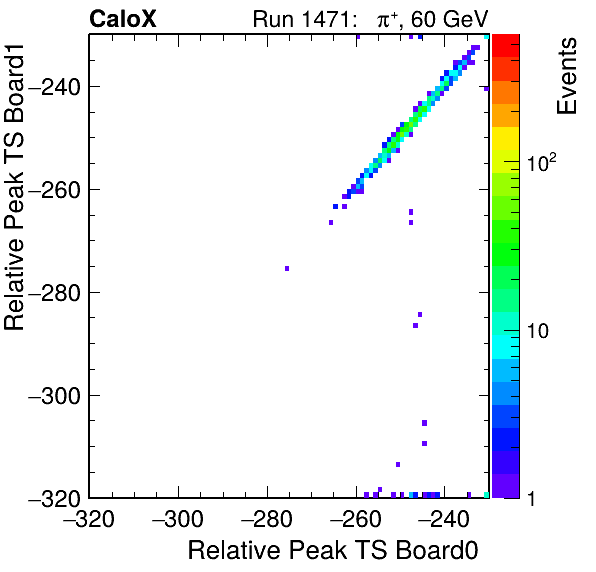 CaloX Run 1471: π+, 60 GeV
Events
Relative Peak TS Board1
−240
−260
−280
−300
−320
10²
10
1
−320 −300 −280 −260 −240
Relative Peak TS Board0